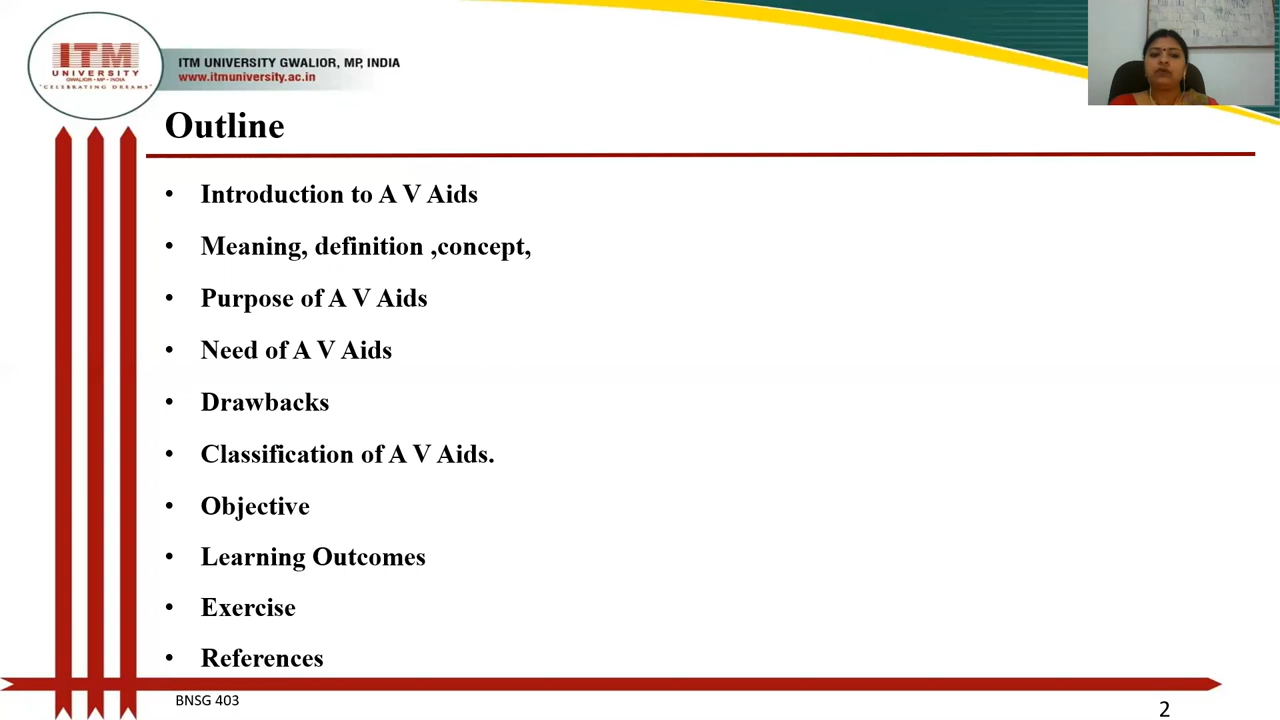 ITM
UNIVERSITY
GWALIOR • MP • INDIA
"CELEBRATING DREAMS"
ITM UNIVERSITY GWALIOR, MP, INDIA
www.itmuniversity.ac.in
Outline
• Introduction to A V Aids
• Meaning, definition ,concept,
• Purpose of A V Aids
• Need of A V Aids
• Drawbacks
• Classification of A V Aids.
• Objective
• Learning Outcomes
• Exercise
• References
BNSG 403
2